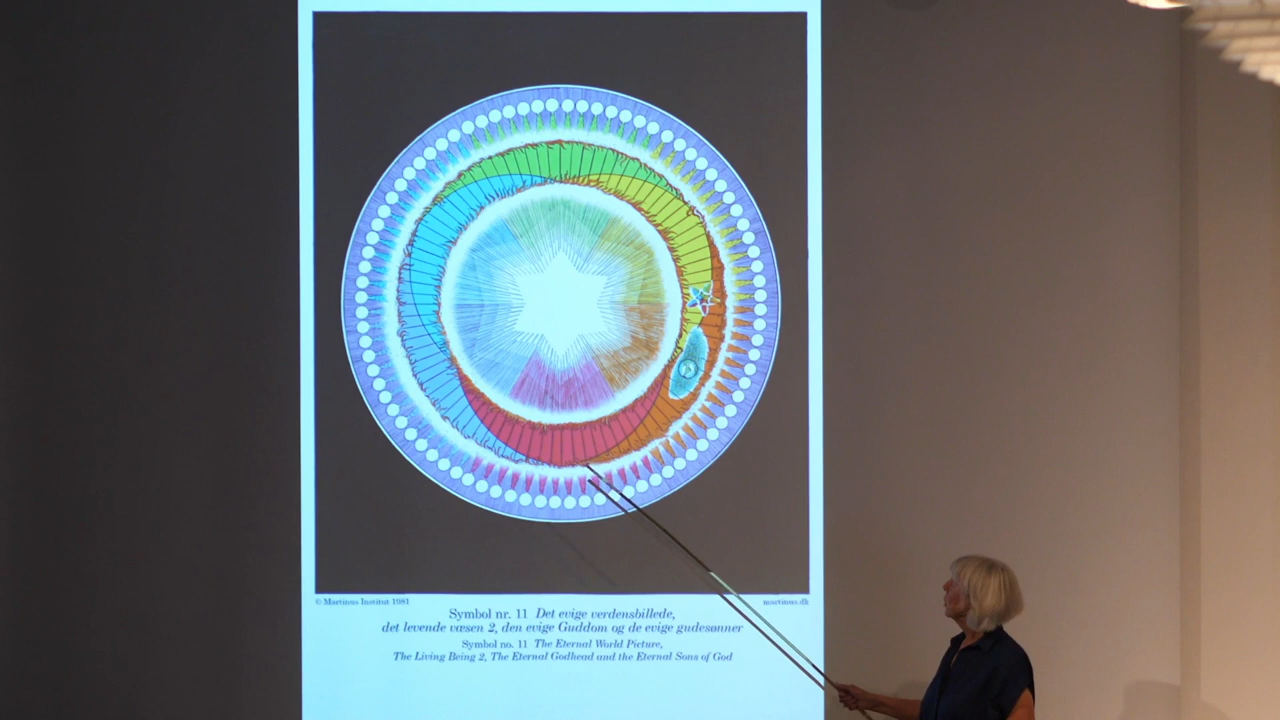 © Martinus Institut 1981
martinus.dk
Symbol nr. 11 Det evige verdensbillede,
det levende væsen 2, den evige Guddom og de evige gudesønner
Symbol no. 11 The Eternal World Picture,
The Living Being 2, The Eternal Godhead and the Eternal Sons of God